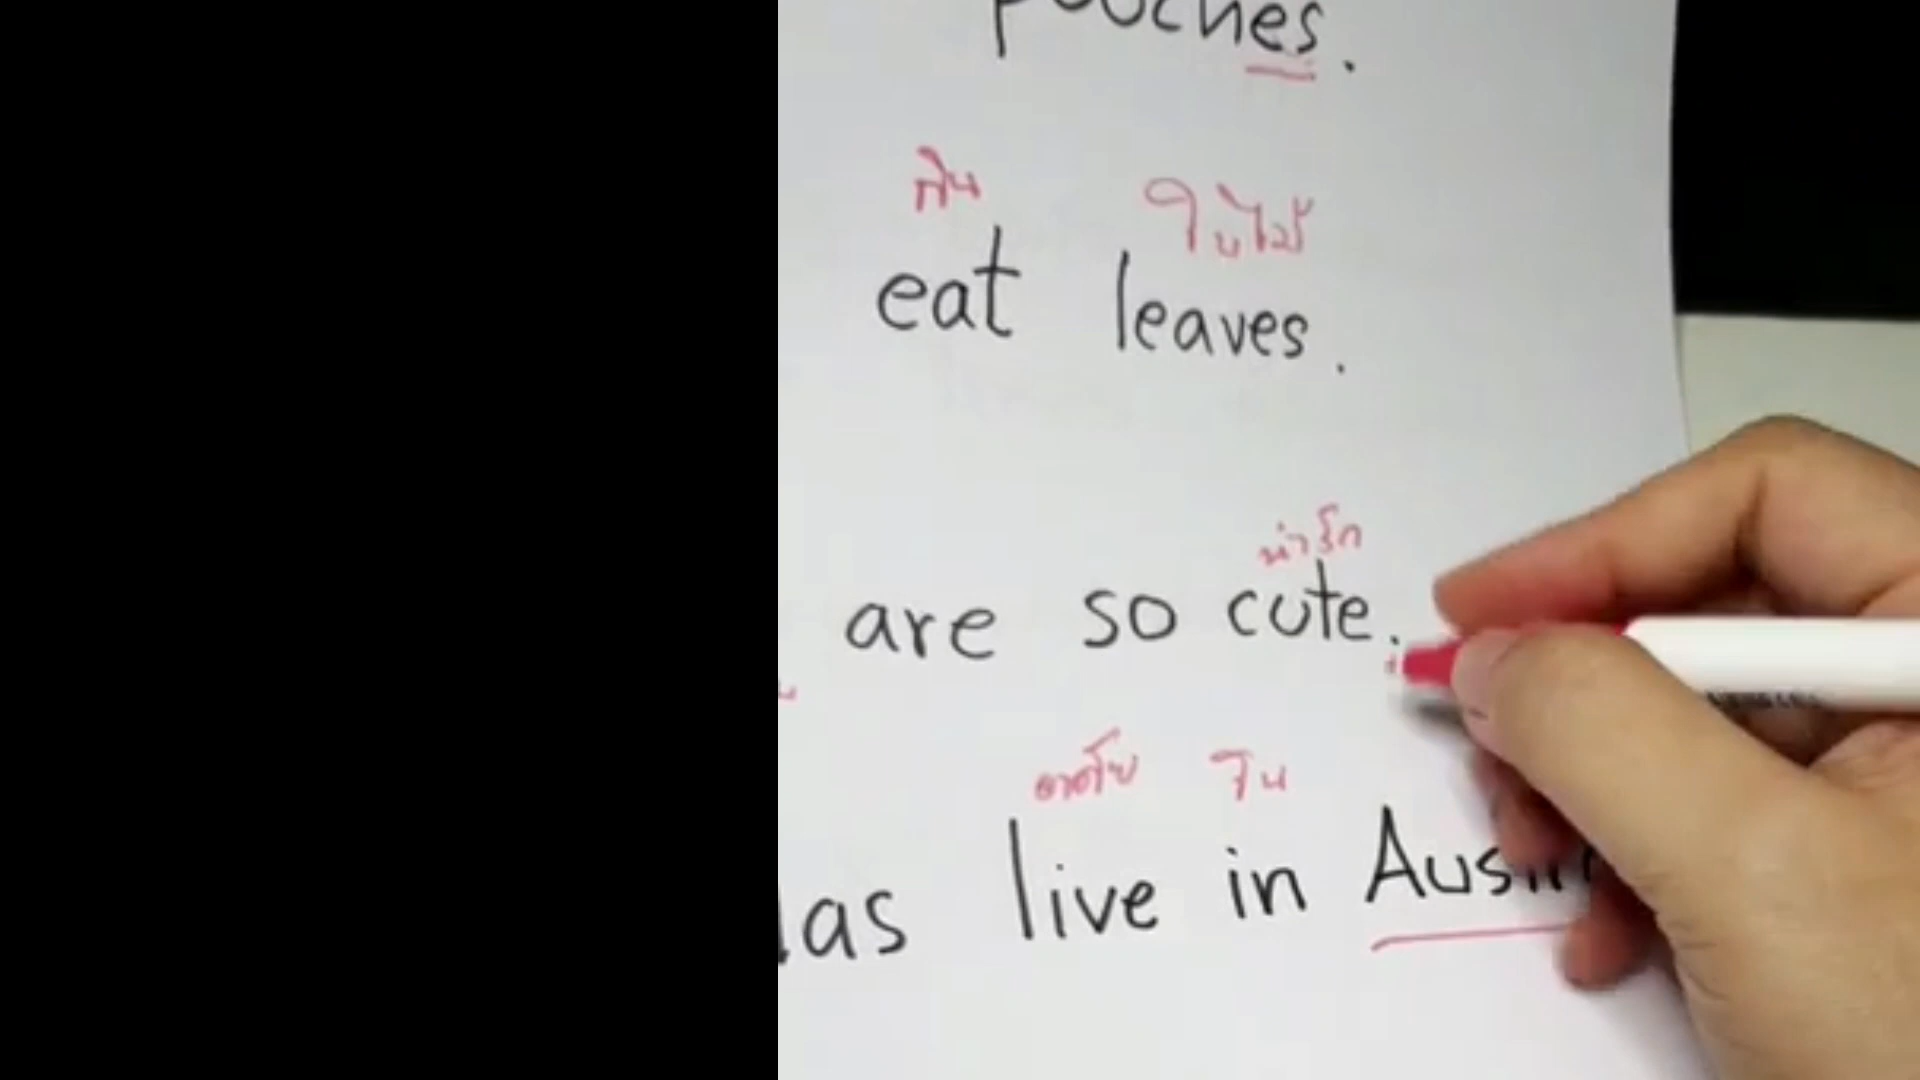 pouches.
กิน ใบไม้
eat leaves.
น่ารัก
are so cute.
อาศัย ใน
las live in Aus